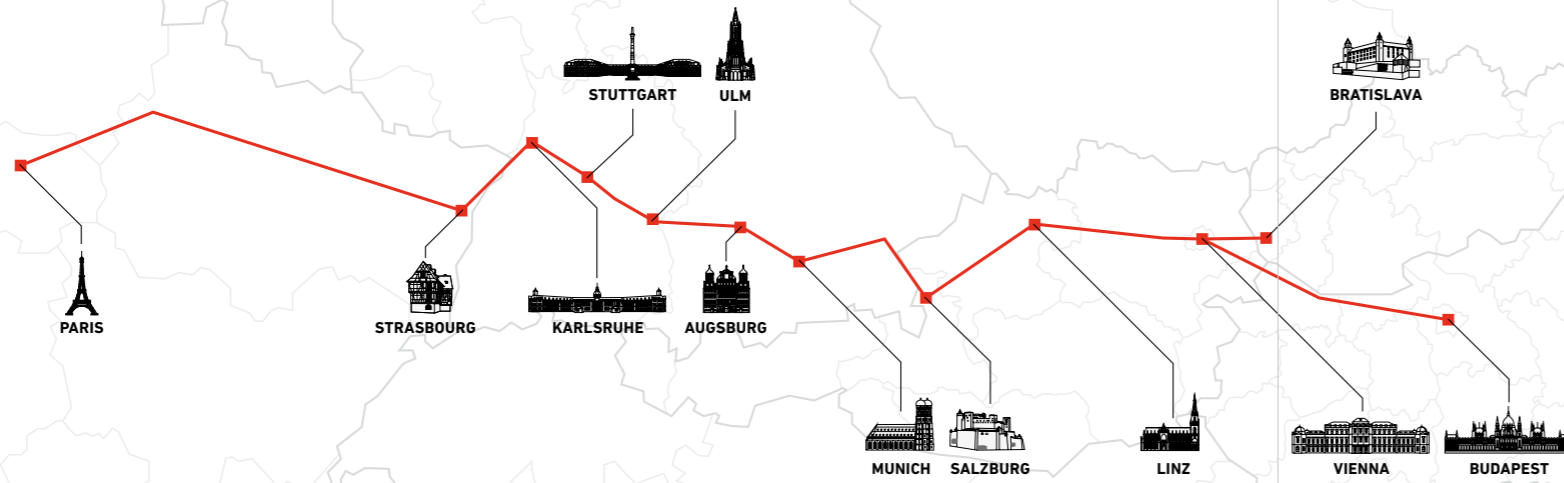 STUTTGART
ULM
BRATISLAVA
PARIS
STRASBOURG
KARLSRUHE
AUGSBURG
MUNICH
SALZBURG
LINZ
VIENNA
BUDAPEST